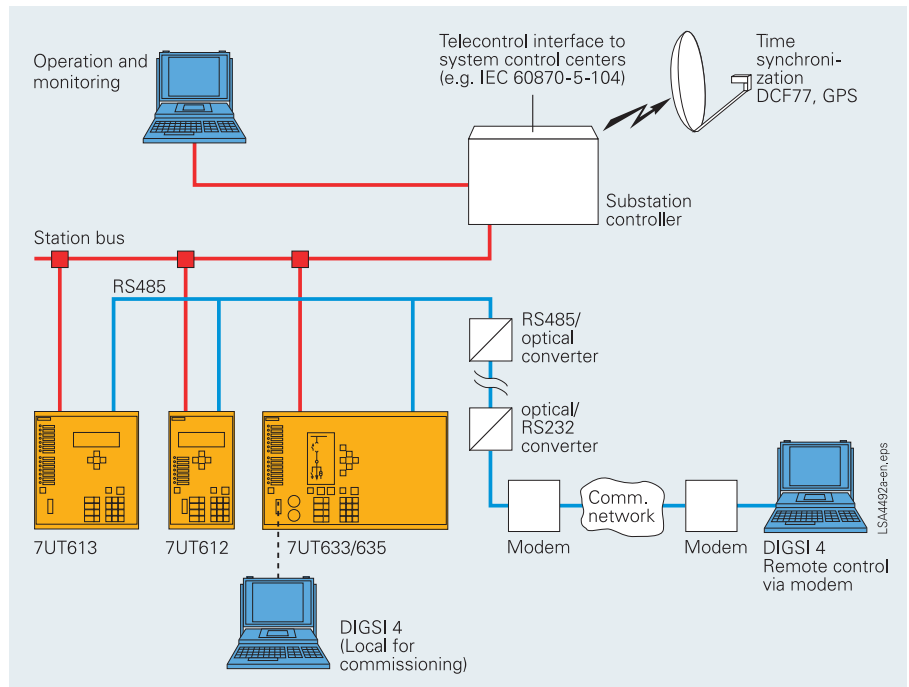 Operation and
monitoring
Telecontrol interface to
system control centers
(e.g. IEC 60870-5-104)
Time
synchroni-
zation
DCF77, GPS
Substation
controller
Station bus
RS485
RS485/
optical
converter
optical/
RS232
converter
Comm.
network
Modem
Modem
DIGSI 4
Remote control
via modem
LSA4492a-en.eps
7UT613
7UT612
7UT633/635
DIGSI 4
(Local for
commissioning)